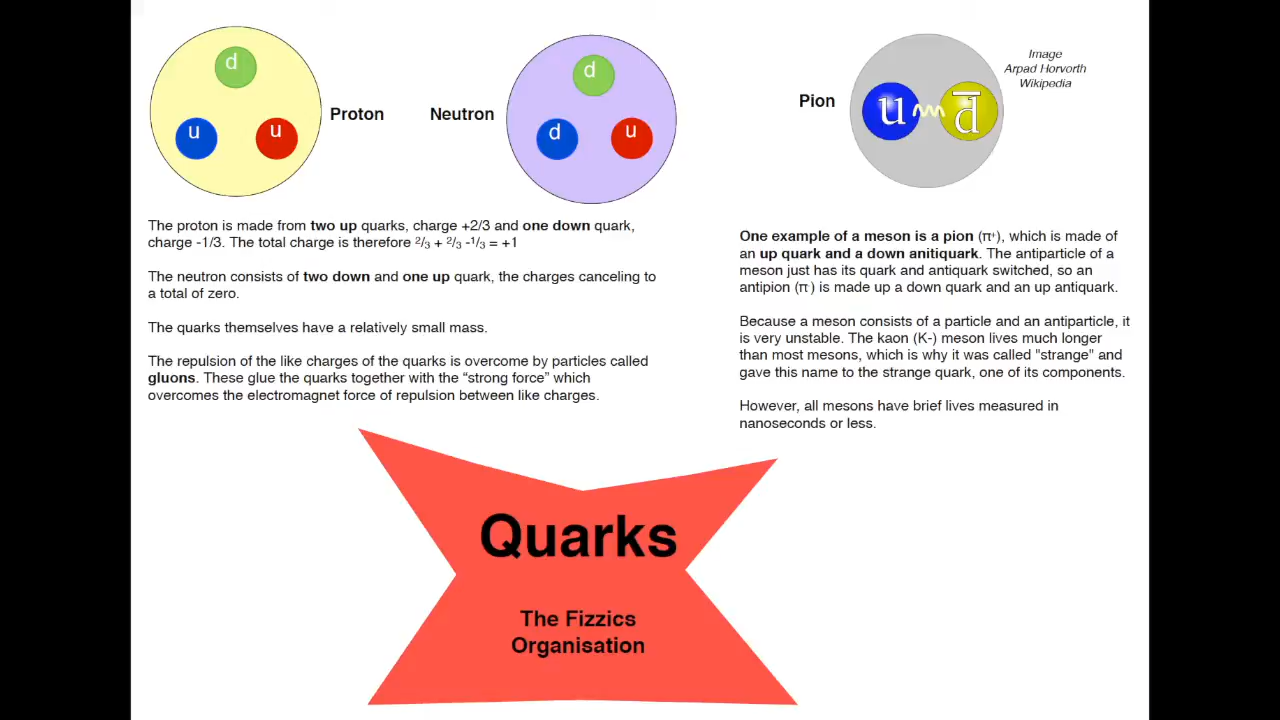 d
u
u
Proton
Neutron
d
d
u
Pion
u
d̅
Image
Arpad Horvorth
Wikipedia
The proton is made from two up quarks, charge +2/3 and one down quark,
charge -1/3. The total charge is therefore ²/₃ + ²/₃ -¹/₃ = +1
The neutron consists of two down and one up quark, the charges canceling to
a total of zero.
The quarks themselves have a relatively small mass.
The repulsion of the like charges of the quarks is overcome by particles called
gluons. These glue the quarks together with the “strong force” which
overcomes the electromagnet force of repulsion between like charges.
One example of a meson is a pion (π⁺), which is made of
an up quark and a down anitiquark. The antiparticle of a
meson just has its quark and antiquark switched, so an
antipion (π⁻) is made up a down quark and an up antiquark.
Because a meson consists of a particle and an antiparticle, it
is very unstable. The kaon (K-) meson lives much longer
than most mesons, which is why it was called "strange" and
gave this name to the strange quark, one of its components.
However, all mesons have brief lives measured in
nanoseconds or less.
Quarks
The Fizzics
Organisation